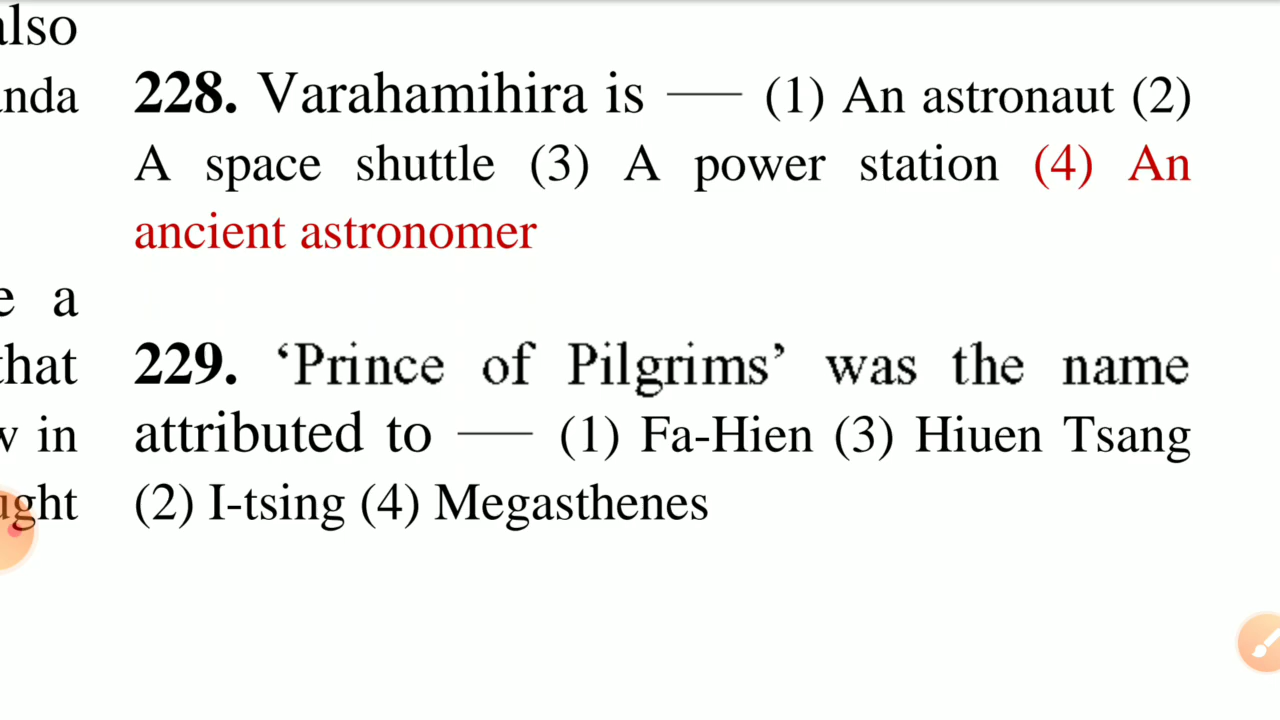 also
nda
e a
that
w in
ught
228. Varahamihira is — (1) An astronaut (2)
A space shuttle (3) A power station (4) An
ancient astronomer
229. ‘Prince of Pilgrims’ was the name
attributed to — (1) Fa-Hien (3) Hiuen Tsang
(2) I-tsing (4) Megasthenes